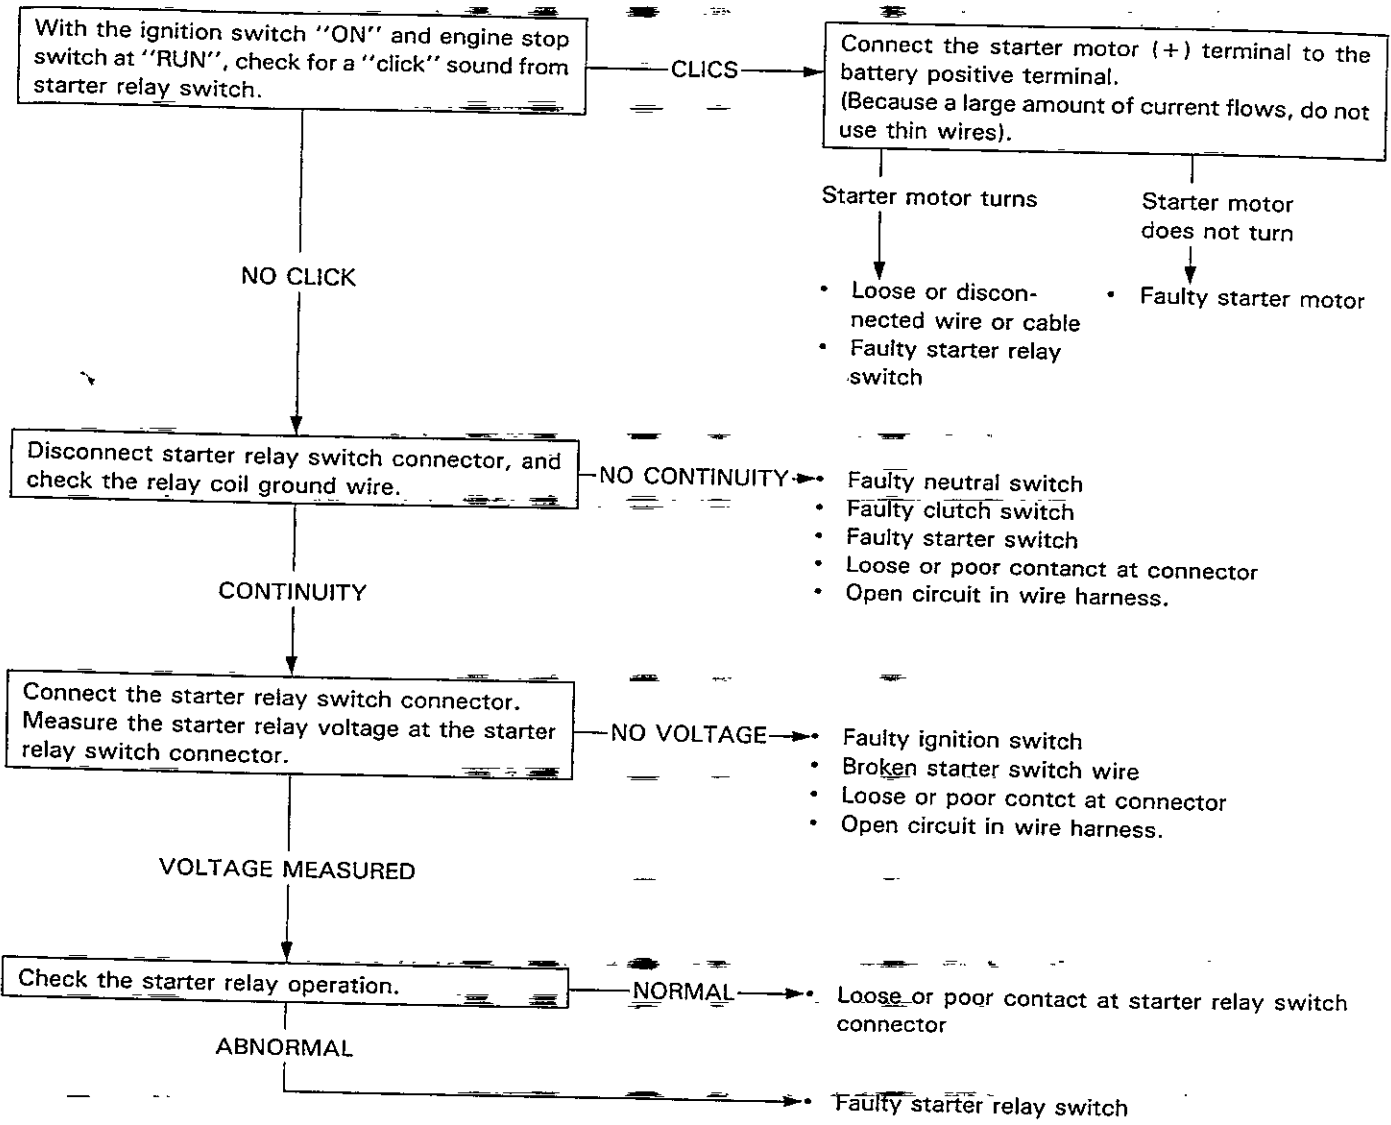 With the ignition switch "ON" and engine stop
switch at "RUN", check for a "click" sound from
starter relay switch.
CLICS
Connect the starter motor (+) terminal to the
battery positive terminal.
(Because a large amount of current flows, do not
use thin wires).
Starter motor turns
Starter motor
does not turn
NO CLICK
• Loose or discon-
nected wire or cable
• Faulty starter relay
switch
• Faulty starter motor
Disconnect starter relay switch connector, and
check the relay coil ground wire.
NO CONTINUITY
• Faulty neutral switch
• Faulty clutch switch
• Faulty starter switch
• Loose or poor contanct at connector
• Open circuit in wire harness.
CONTINUITY
Connect the starter relay switch connector.
Measure the starter relay voltage at the starter
relay switch connector.
NO VOLTAGE
• Faulty ignition switch
• Broken starter switch wire
• Loose or poor contct at connector
• Open circuit in wire harness.
VOLTAGE MEASURED
Check the starter relay operation.
NORMAL
• Loose or poor contact at starter relay switch
connector
ABNORMAL
• Faulty starter relay switch